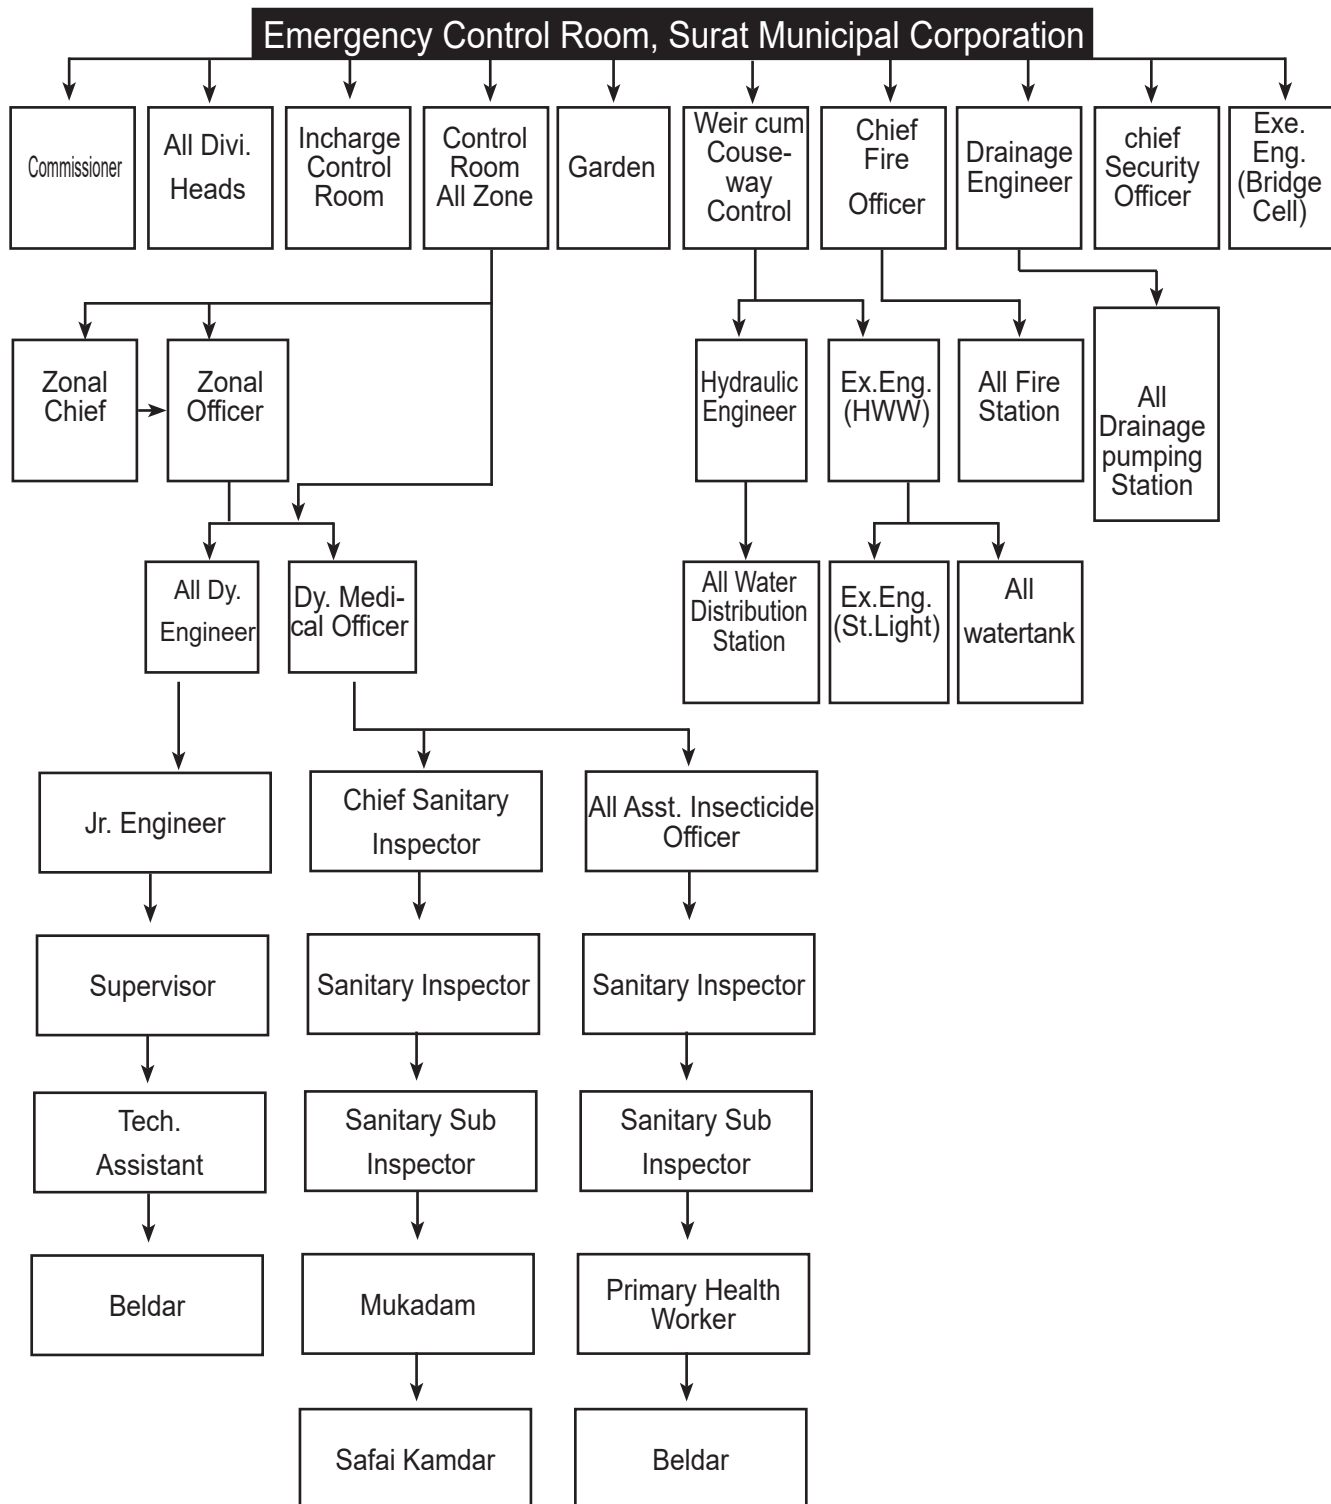 Emergency Control Room, Surat Municipal Corporation
Commissioner
All Divi.
Heads
Incharge
Control
Room
Control
Room
All Zone
Garden
Weir cum
Couse-
way
Control
Chief
Fire
Officer
Drainage
Engineer
chief
Security
Officer
Exe.
Eng.
(Bridge
Cell)
Zonal
Chief
Zonal
Officer
Hydraulic
Engineer
Ex.Eng.
(HWW)
All Fire
Station
All
Drainage
pumping
Station
All Dy.
Engineer
Dy. Medi-
cal Officer
All Water
Distribution
Station
Ex.Eng.
(St.Light)
All
watertank
Jr. Engineer
Chief Sanitary
Inspector
All Asst. Insecticide
Officer
Supervisor
Sanitary Inspector
Sanitary Inspector
Tech.
Assistant
Sanitary Sub
Inspector
Sanitary Sub
Inspector
Beldar
Mukadam
Primary Health
Worker
Safai Kamdar
Beldar